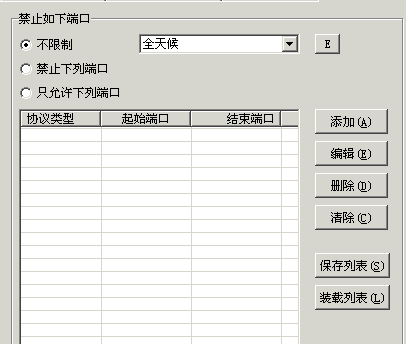 禁止如下端口
不限制 全天候 E
禁止下列端口
只允许下列端口
协议类型 起始端口 结束端口
添加(A)
编辑(E)
删除(D)
清除(C)
保存列表(S)
装载列表(L)